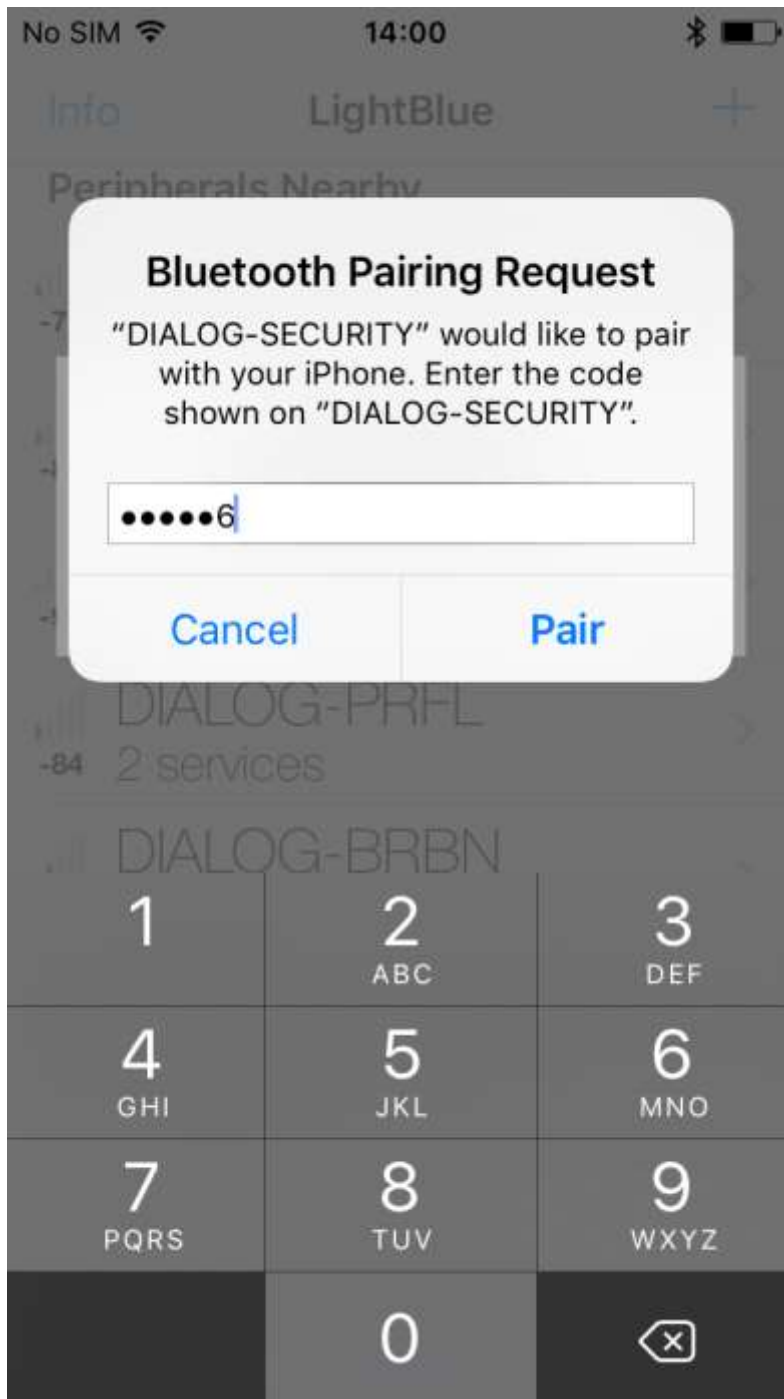 No SIM 14:00
Info LightBlue +
Peripherals Nearby
Bluetooth Pairing Request
“DIALOG-SECURITY” would like to pair
with your iPhone. Enter the code
shown on “DIALOG-SECURITY”.
•••••6
Cancel Pair
DIALOG-PRFL
-84 2 services
DIALOG-BRBN
1 2 3
ABC DEF
4 5 6
GHI JKL MNO
7 8 9
PQRS TUV WXYZ
0